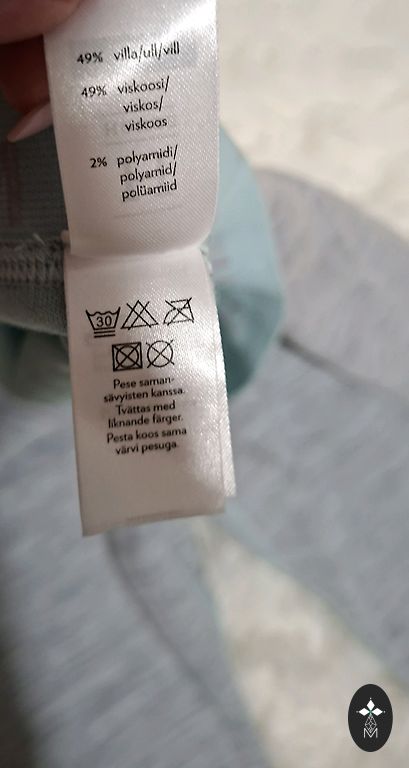 49% villa/ull/vill
49% viskoosi/
viskos/
viskoos
2% polyamidi/
polyamid/
polüamiid
30
Pese saman-
sävyisten kanssa.
Tvättas med
liknande färger.
Pesta koos sama
värvi pesuga.
M